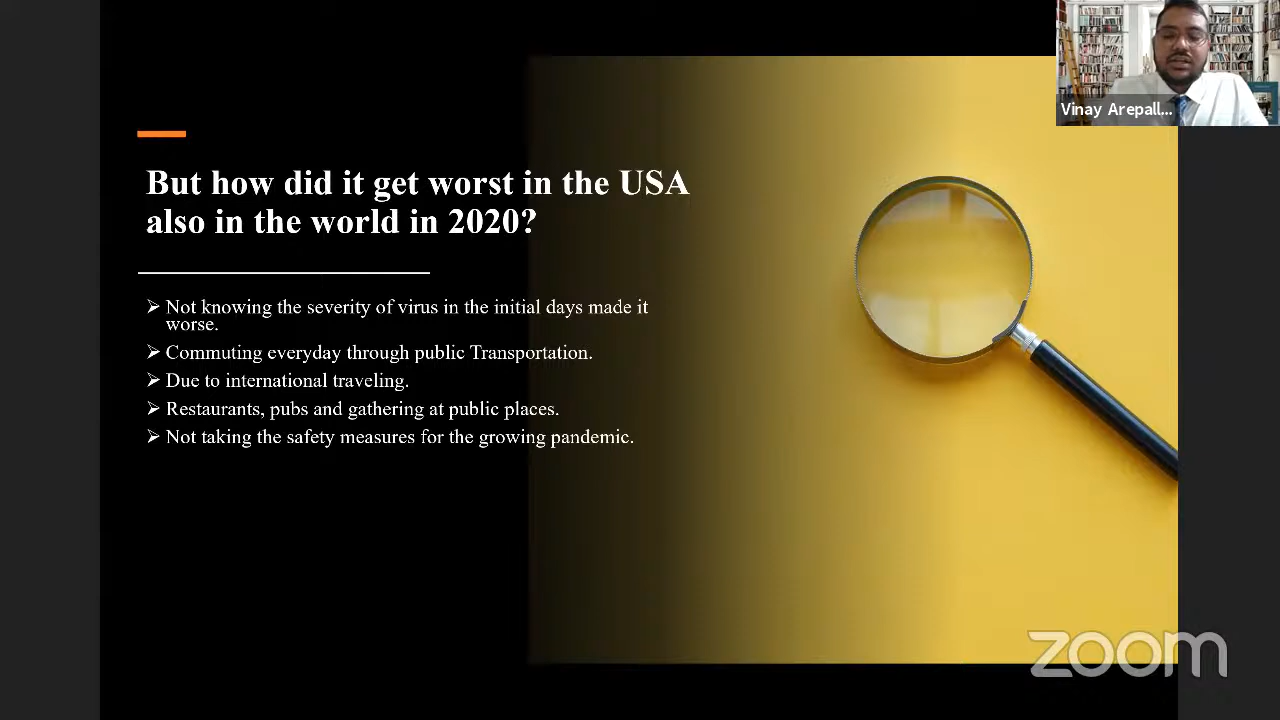 Vinay Arepall...
But how did it get worst in the USA
also in the world in 2020?
➢ Not knowing the severity of virus in the initial days made it
worse.
➢ Commuting everyday through public Transportation.
➢ Due to international traveling.
➢ Restaurants, pubs and gathering at public places.
➢ Not taking the safety measures for the growing pandemic.
zoom